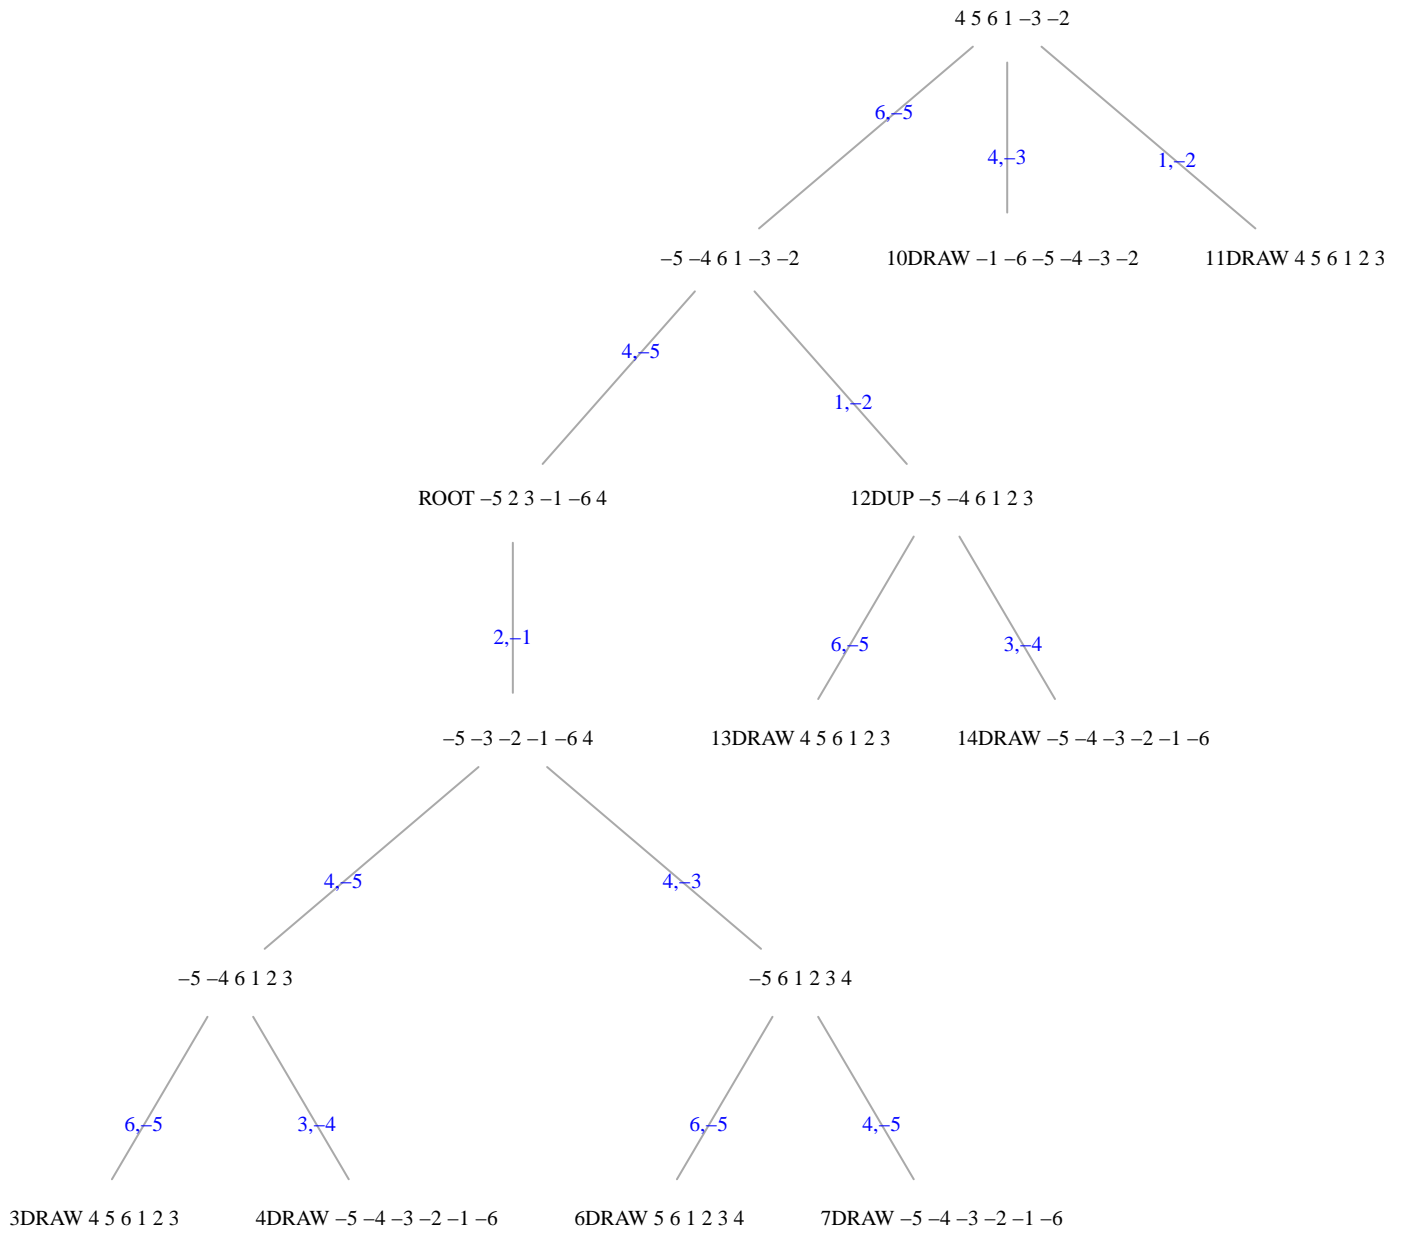 4 5 6 1 –3 –2
6,–5
4,–3
1,–2
–5 –4 6 1 –3 –2
10DRAW –1 –6 –5 –4 –3 –2
11DRAW 4 5 6 1 2 3
4,–5
1,–2
ROOT –5 2 3 –1 –6 4
12DUP –5 –4 6 1 2 3
2,–1
6,–5
3,–4
–5 –3 –2 –1 –6 4
13DRAW 4 5 6 1 2 3
14DRAW –5 –4 –3 –2 –1 –6
4,–5
4,–3
–5 –4 6 1 2 3
–5 6 1 2 3 4
6,–5
3,–4
6,–5
4,–5
3DRAW 4 5 6 1 2 3
4DRAW –5 –4 –3 –2 –1 –6
6DRAW 5 6 1 2 3 4
7DRAW –5 –4 –3 –2 –1 –6